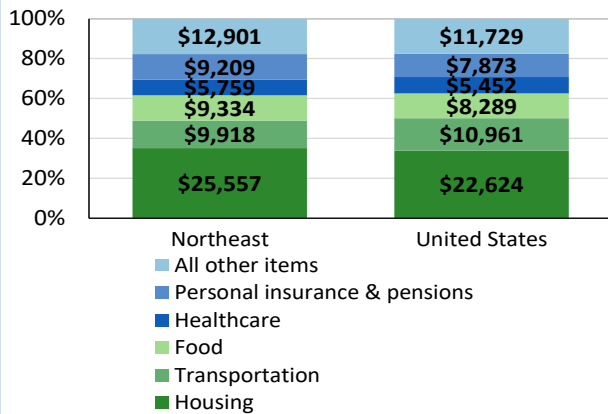 100%
$12,901
$11,729
80%
$9,209
$7,873
$5,759
$5,452
60%
$9,334
$8,289
40%
$9,918
$10,961
20%
$25,557
$22,624
0%
Northeast
United States
All other items
Personal insurance & pensions
Healthcare
Food
Transportation
Housing